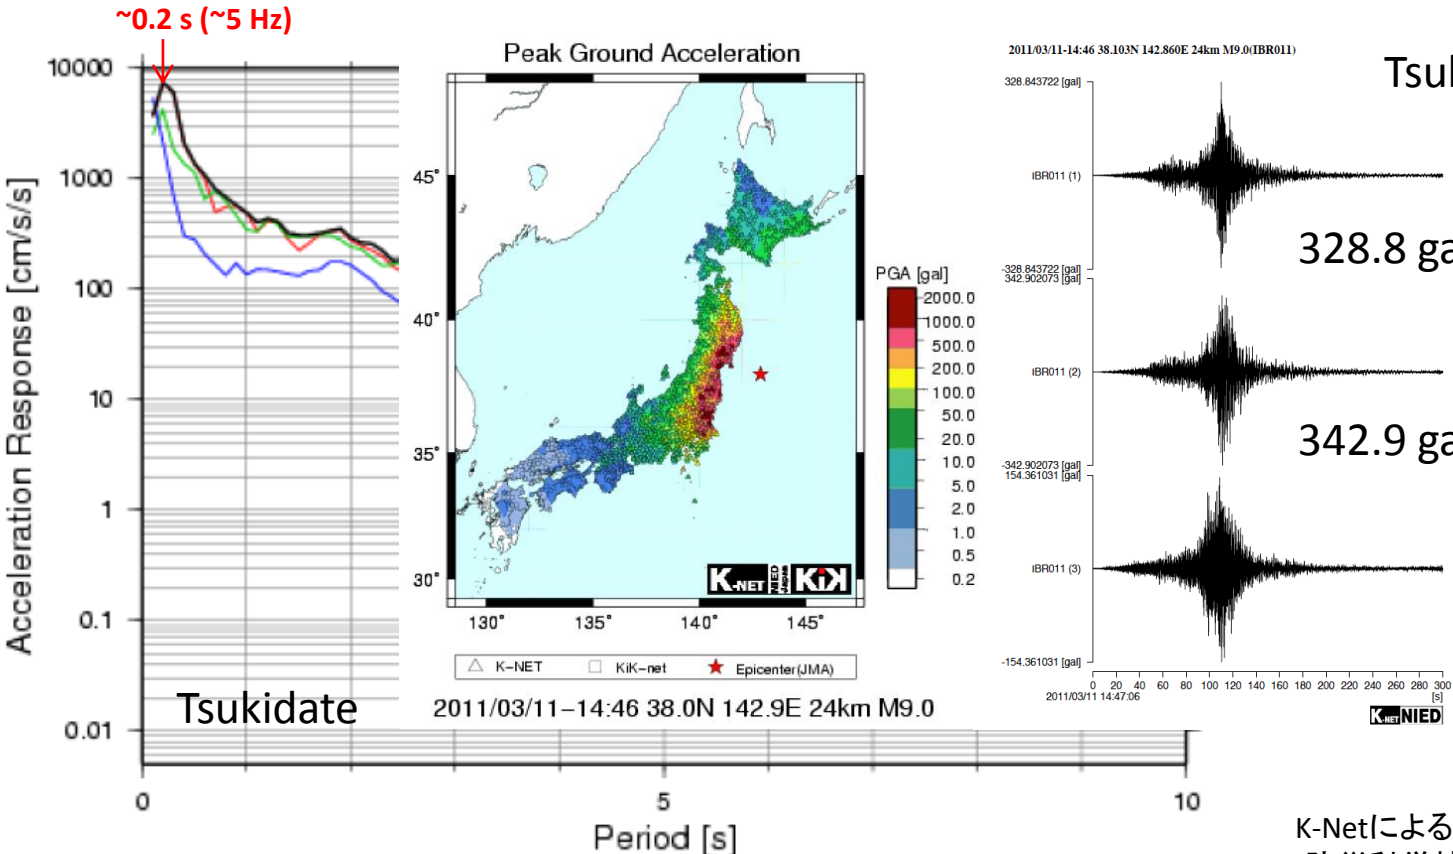 ~0.2 s (~5 Hz)
10000
1000
100
10
1
0.1
0.01
Acceleration Response [cm/s/s]
Tsukidate
0
5
10
Period [s]
Peak Ground Acceleration
45°
40°
35°
30°
130°
135°
140°
145°
PGA [gal]
2000.0
1000.0
500.0
200.0
100.0
50.0
20.0
10.0
5.0
2.0
1.0
0.5
0.2
K-NET NIED KiK
K-NET
KiK-net
Epicenter(JMA)
2011/03/11-14:46 38.0N 142.9E 24km M9.0
2011/03/11-14:46 38.103N 142.860E 24km M9.0(IBR011)
Tsu
328.843722 [gal]
IBR011 (1)
-328.843722 [gal]
328.8 ga
342.902073 [gal]
IBR011 (2)
-342.902073 [gal]
342.9 ga
154.361031 [gal]
IBR011 (3)
-154.361031 [gal]
0 20 40 60 80 100 120 140 160 180 200 220 240 260 280 300
2011/03/11 14:47:06
[s]
K-NET NIED
K-Netによる